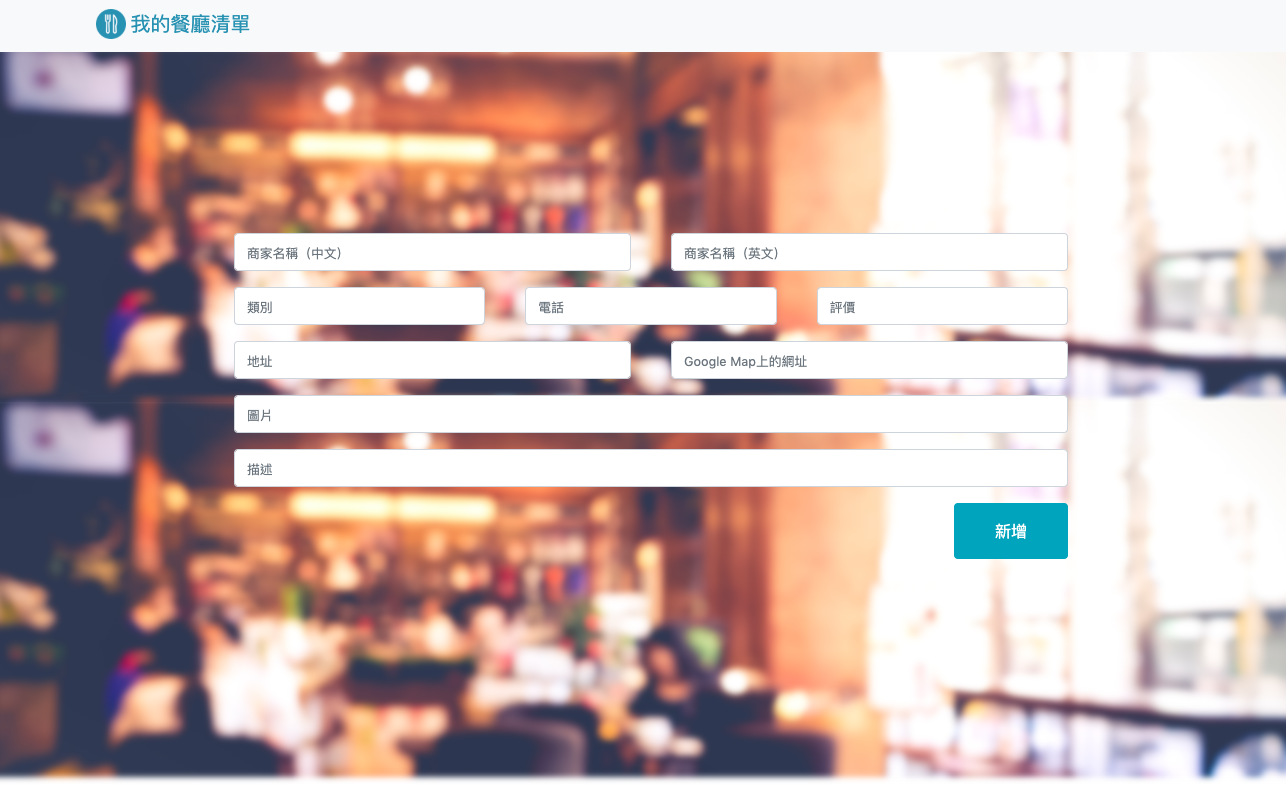 我的餐廳清單
商家名稱（中文） 商家名稱（英文）
類別 電話 評價
地址 Google Map上的網址
圖片
描述
新增